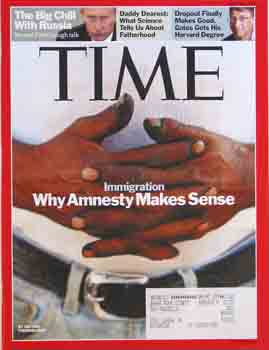 The Big Chill
With Russia
Daddy Dearest:
What Science
Tells Us About
Fatherhood
Dropout Finally
Makes Good.
Gates Gets His
Harvard Degree
TIME
Immigration
Why Amnesty Makes Sense